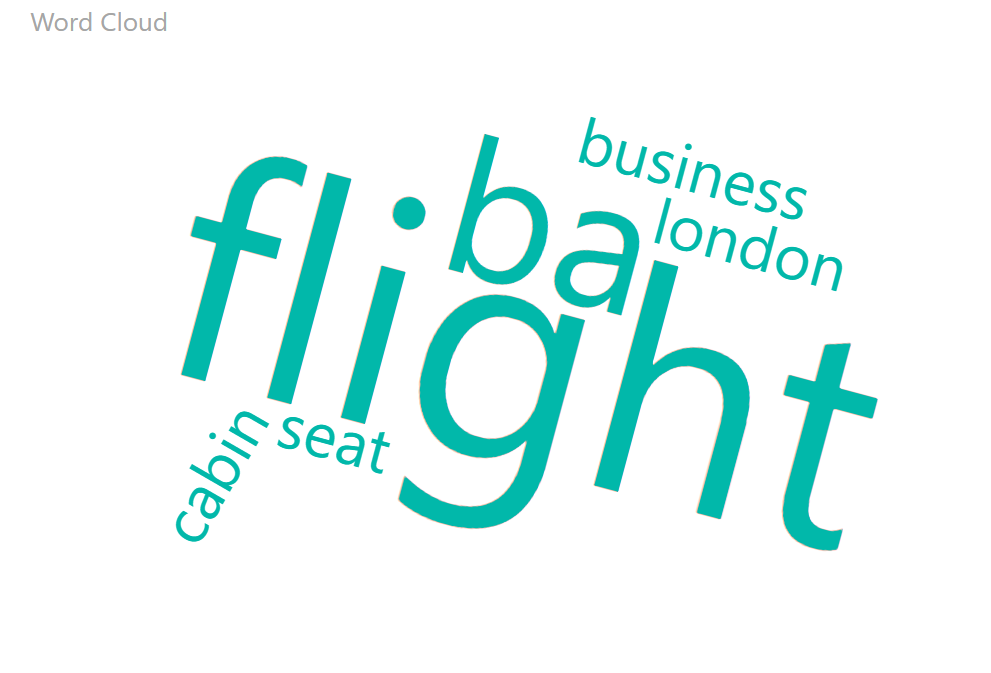 Word Cloud
business
ba
london
flight
seat
cabin